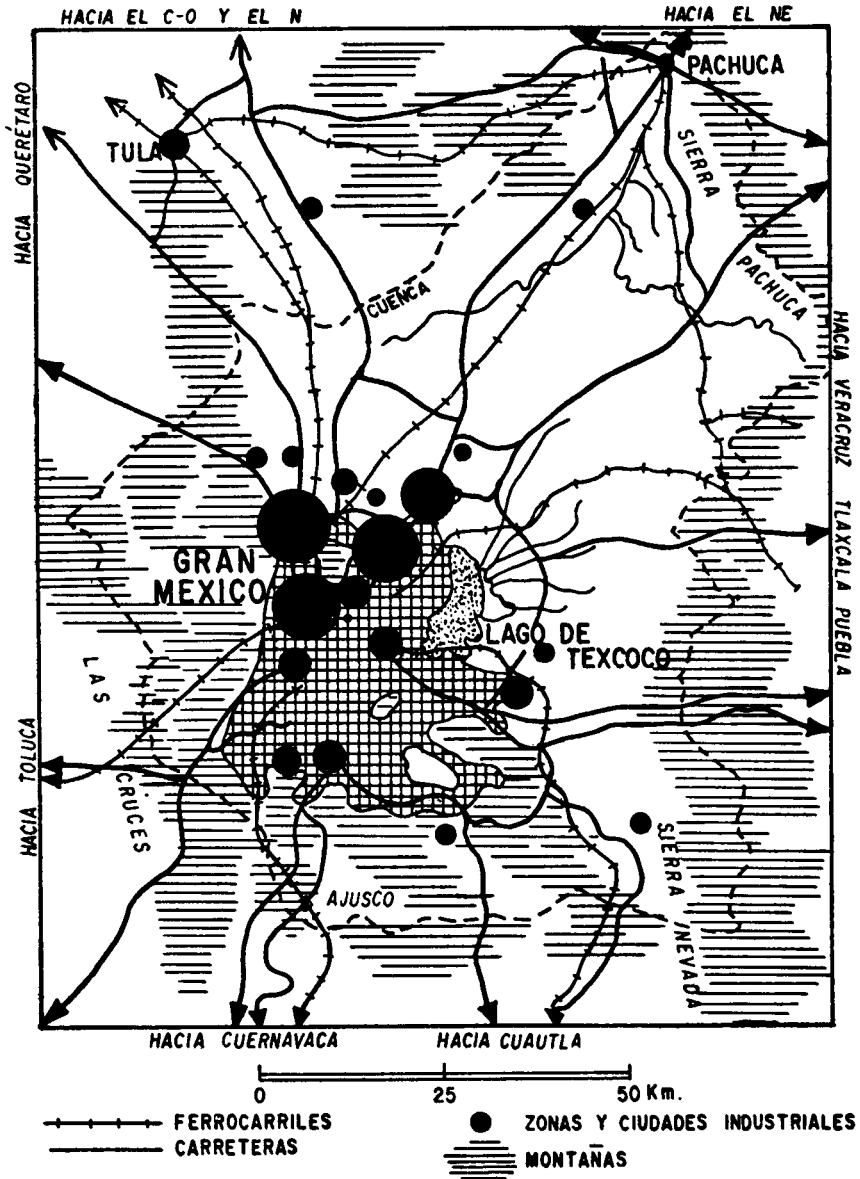 HACIA EL C-O Y EL N
HACIA EL NE
PACHUCA
HACIA QUERÉTARO
TULA
SIERRA
PACHUCA
CUENCA
HACIA VERACRUZ TLAXCALA PUEBLA
GRAN
MEXICO
LAGO DE
TEXCOCO
LAS
CRUCES
HACIA TOLUCA
SIERRA NEVADA
AJUSCO
HACIA CUERNAVACA
HACIA CUAUTLA
0 25 50 Km.
FERROCARRILES
ZONAS Y CIUDADES INDUSTRIALES
CARRETERAS
MONTAÑAS